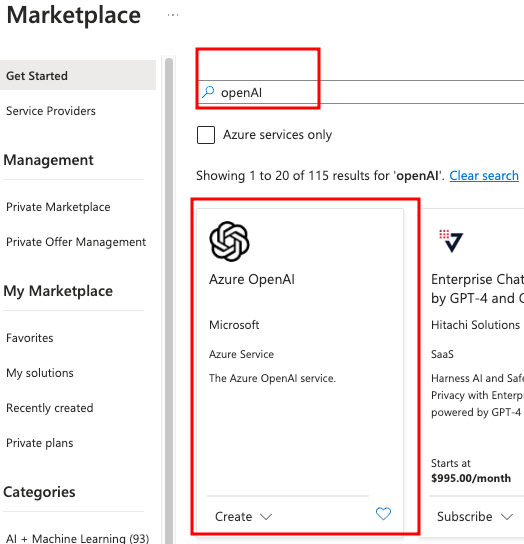 Marketplace ...
Get Started
Service Providers
Management
Private Marketplace
Private Offer Management
My Marketplace
Favorites
My solutions
Recently created
Private plans
Categories
AI + Machine Learning (93)
openAI
Azure services only
Showing 1 to 20 of 115 results for 'openAI'. Clear search
Azure OpenAI
Microsoft
Azure Service
The Azure OpenAI service.
Create
Enterprise Chat
by GPT-4 and
Hitachi Solutions
SaaS
Harness AI and Safe
Privacy with Enterp
powered by GPT-4
Starts at
$995.00/month
Subscribe